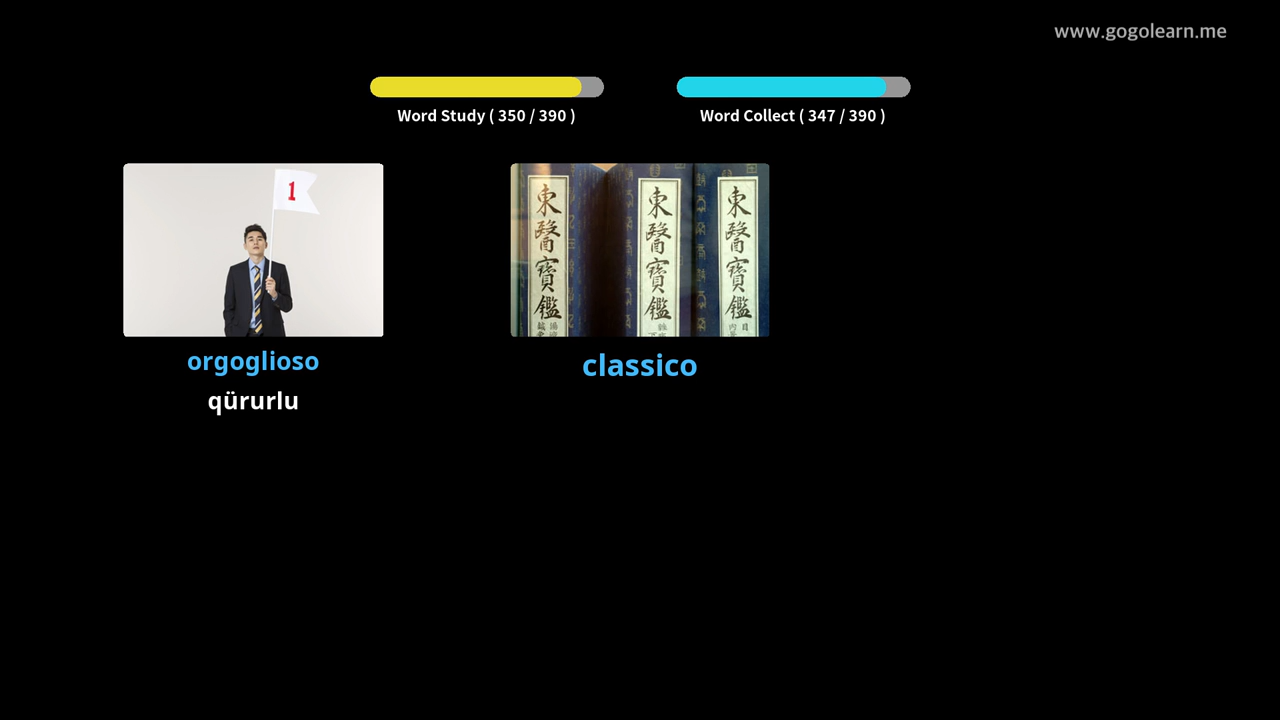 www.gogolearn.me
Word Study ( 350 / 390 )
Word Collect ( 347 / 390 )
1
東醫寶鑑
東醫寶鑑
東醫寶鑑
orgoglioso
classico
qürurlu